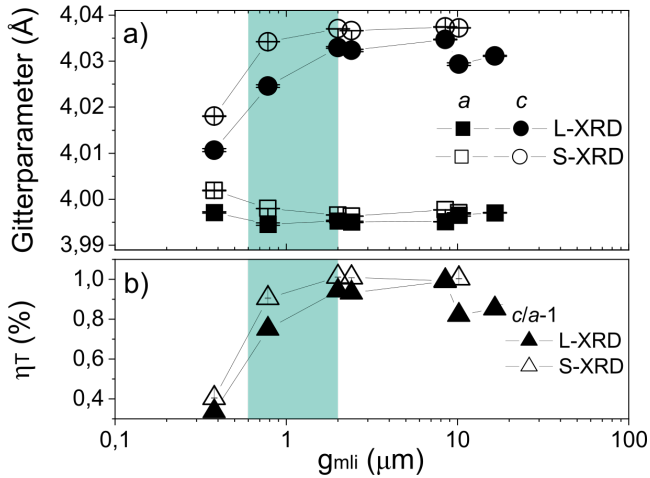 4,04
a)
4,03
4,02
4,01
4,00
3,99
Gitterparameter (Å)
a c
L-XRD
S-XRD
b)
1,0
0,8
0,6
0,4
ηT (%)
c/a-1
L-XRD
S-XRD
0,1 1 10 100
gmli (μm)